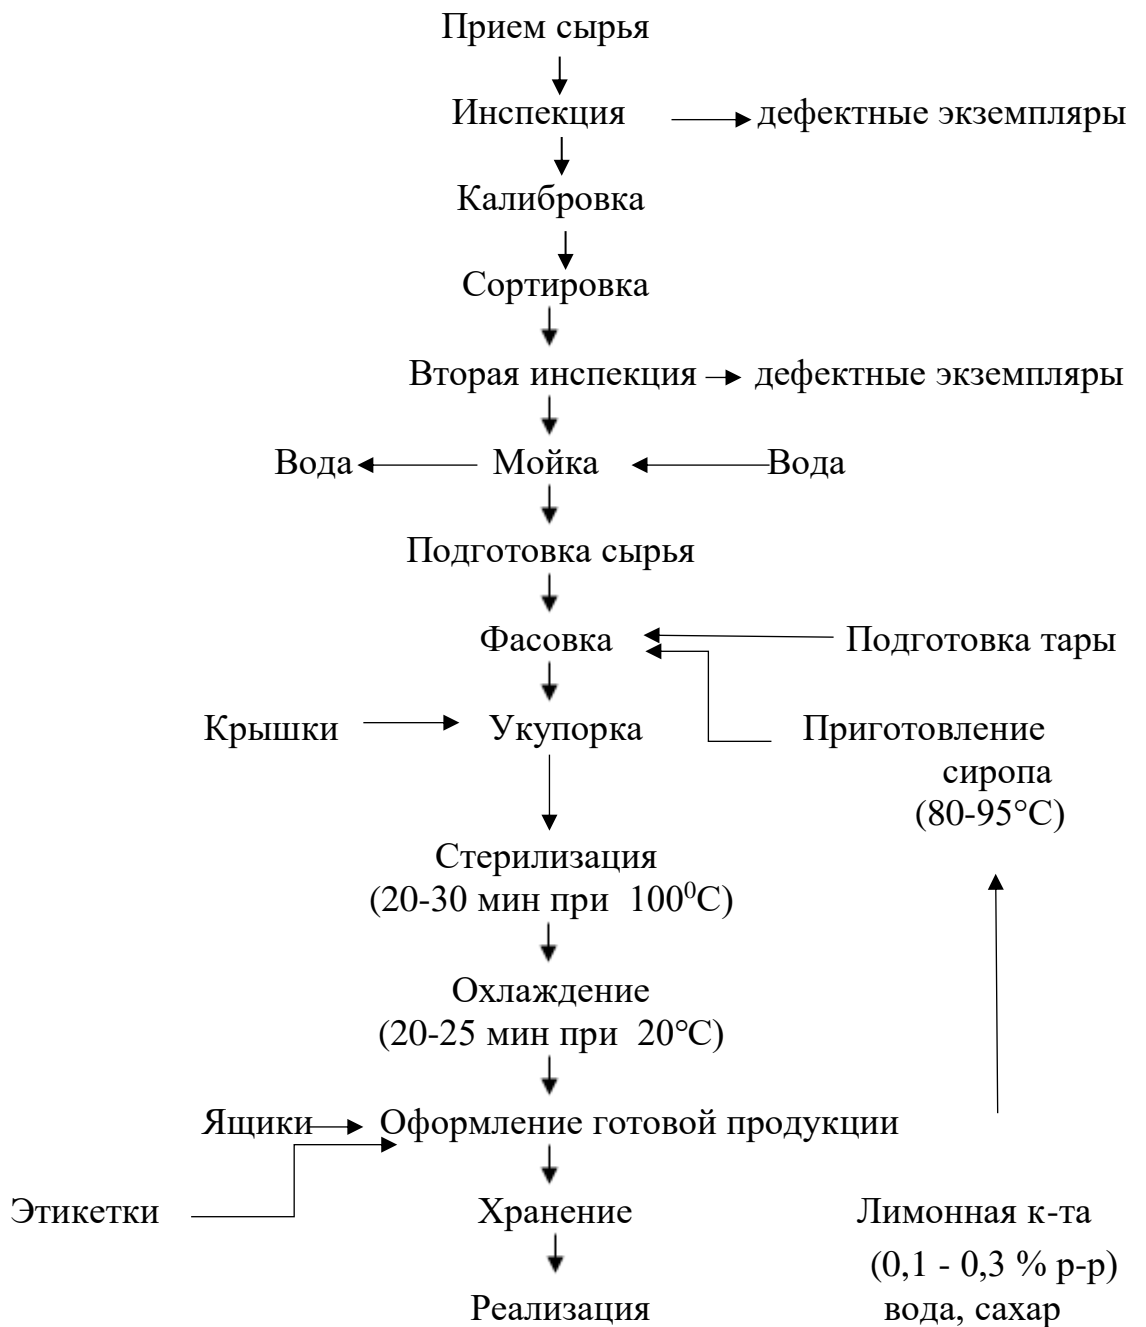 Прием сырья
Инспекция дефектные экземпляры
Калибровка
Сортировка
Вторая инспекция дефектные экземпляры
Вода Мойка Вода
Подготовка сырья
Фасовка Подготовка тары
Крышки Укупорка Приготовление
сиропа
(80-95°С)
Стерилизация
(20-30 мин при 100⁰С)
Охлаждение
(20-25 мин при 20°С)
Ящики Оформление готовой продукции
Этикетки Хранение Лимонная к-та
(0,1 - 0,3 % р-р)
Реализация вода, сахар